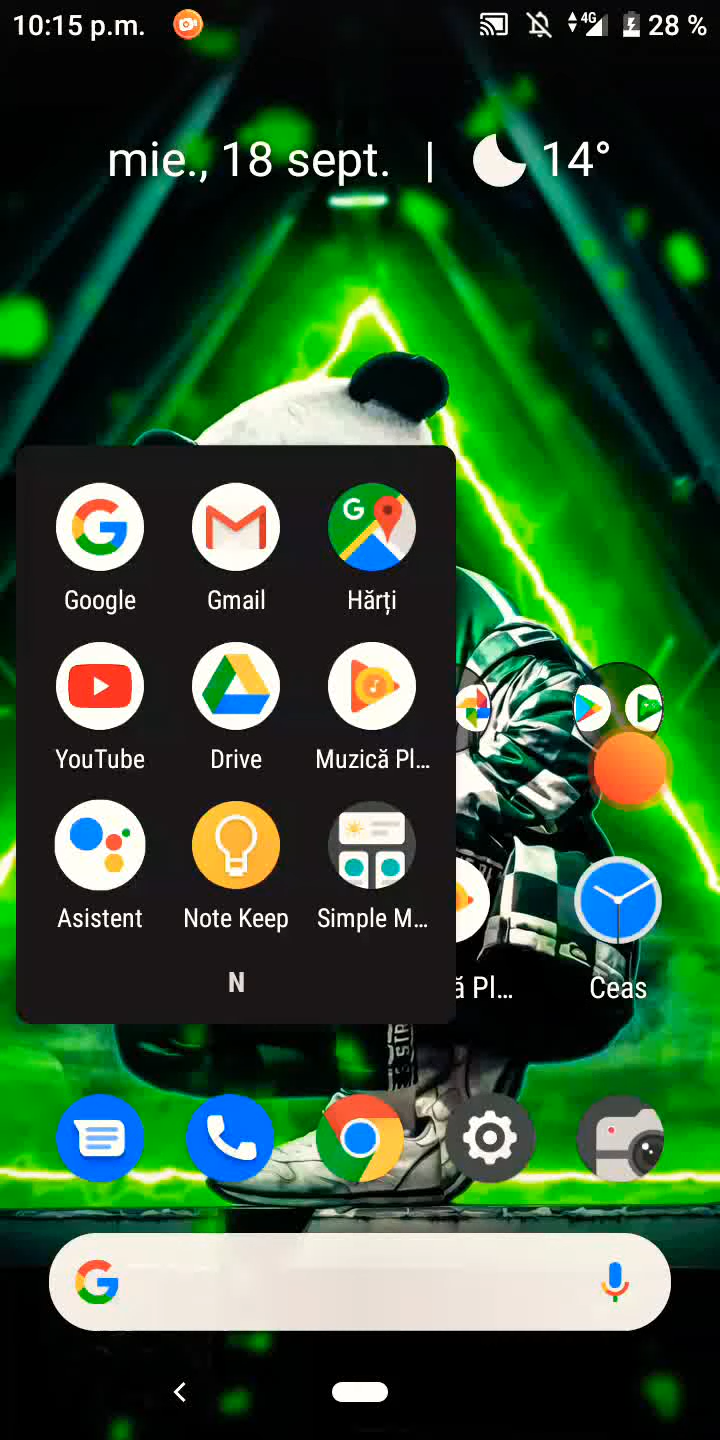 10:15 p.m.
4G
28 %
mie., 18 sept. | 14°
Google
Gmail
Hărți
YouTube
Drive
Muzică Pl...
Asistent
Note Keep
Simple M...
N
ă Pl...
Ceas